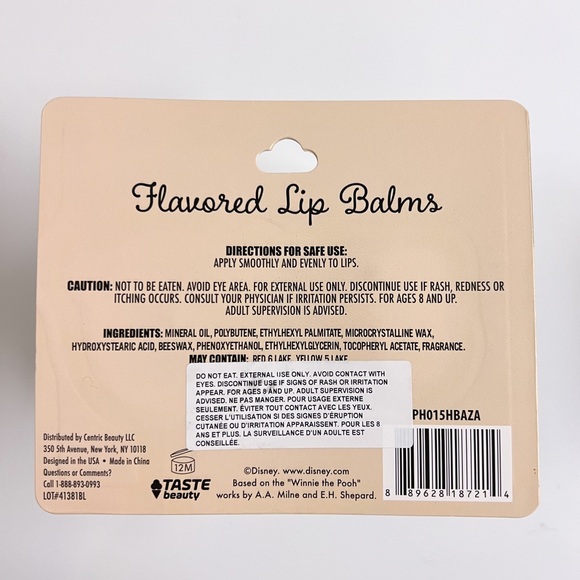 Flavored Lip Balms
DIRECTIONS FOR SAFE USE:
APPLY SMOOTHLY AND EVENLY TO LIPS.
CAUTION: NOT TO BE EATEN. AVOID EYE AREA. FOR EXTERNAL USE ONLY. DISCONTINUE USE IF RASH, REDNESS OR
ITCHING OCCURS. CONSULT YOUR PHYSICIAN IF IRRITATION PERSISTS. FOR AGES 8 AND UP.
ADULT SUPERVISION IS ADVISED.
INGREDIENTS: MINERAL OIL, POLYBUTENE, ETHYLHEXYL PALMITATE, MICROCRYSTALLINE WAX,
HYDROXYSTEARIC ACID, BEESWAX, PHENOXYETHANOL, ETHYLHEXYLGLYCERIN, TOCOPHERYL ACETATE, FRAGRANCE.
MAY CONTAIN: RED 6 LAKE, YELLOW 5 LAKE
DO NOT EAT. EXTERNAL USE ONLY. AVOID CONTACT WITH
EYES. DISCONTINUE USE IF SIGNS OF RASH OR IRRITATION
APPEAR. FOR AGES 8 AND UP. ADULT SUPERVISION IS
ADVISED. NE PAS MANGER. POUR USAGE EXTERNE
SEULEMENT. ÉVITER TOUT CONTACT AVEC LES YEUX.
CESSER L'UTILISATION SI DES SIGNES D'ÉRUPTION
CUTANÉE OU D'IRRITATION APPARAISSENT. POUR LES 8
ANS ET PLUS. LA SURVEILLANCE D'UN ADULTE EST
CONSEILLÉE.
PH015HBAZA
Distributed by Centric Beauty LLC
350 5th Avenue, New York, NY 10118
Designed in the USA • Made in China
Questions or Comments?
Call 1-888-893-0993
LOT#41381BL
12M
TASTE
beauty
©Disney. www.disney.com
Based on the "Winnie the Pooh"
works by A.A. Milne and E.H. Shepard.
8 89628 18721 4